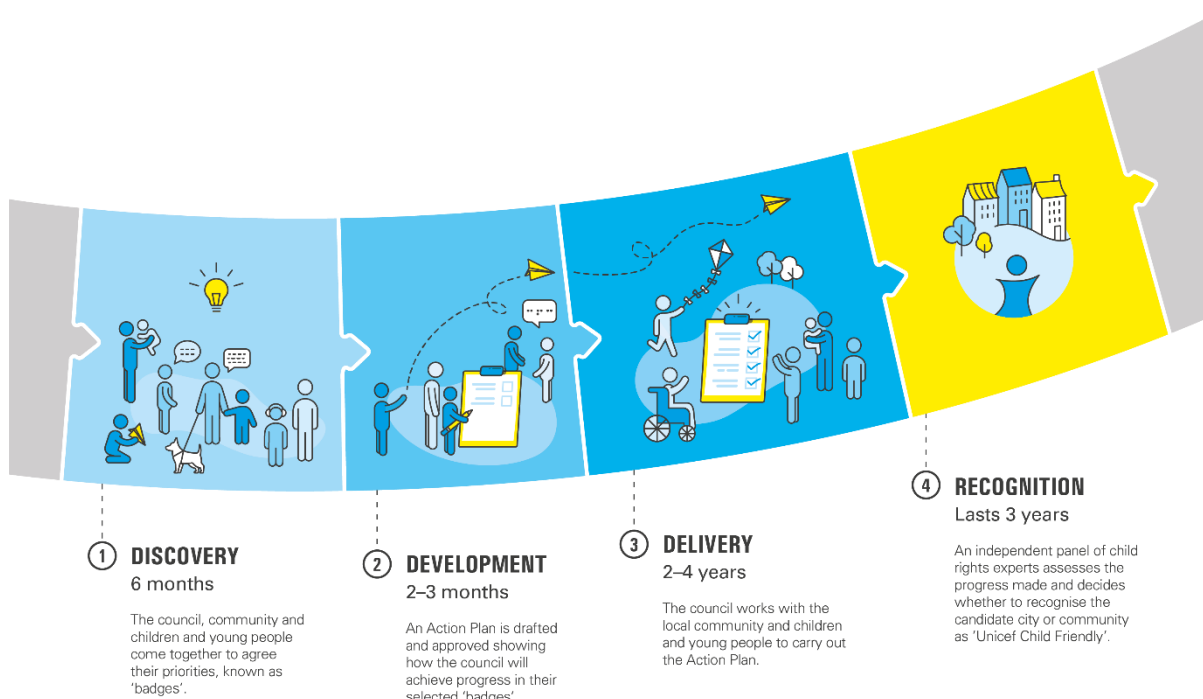 1 DISCOVERY
6 months
The council, community and
children and young people
come together to agree
their priorities, known as
‘badges’.
2 DEVELOPMENT
2–3 months
An Action Plan is drafted
and approved showing
how the council will
achieve progress in their
selected ‘badges’
3 DELIVERY
2–4 years
The council works with the
local community and children
and young people to carry out
the Action Plan.
4 RECOGNITION
Lasts 3 years
An independent panel of child
rights experts assesses the
progress made and decides
whether to recognise the
candidate city or community
as ‘Unicef Child Friendly’.